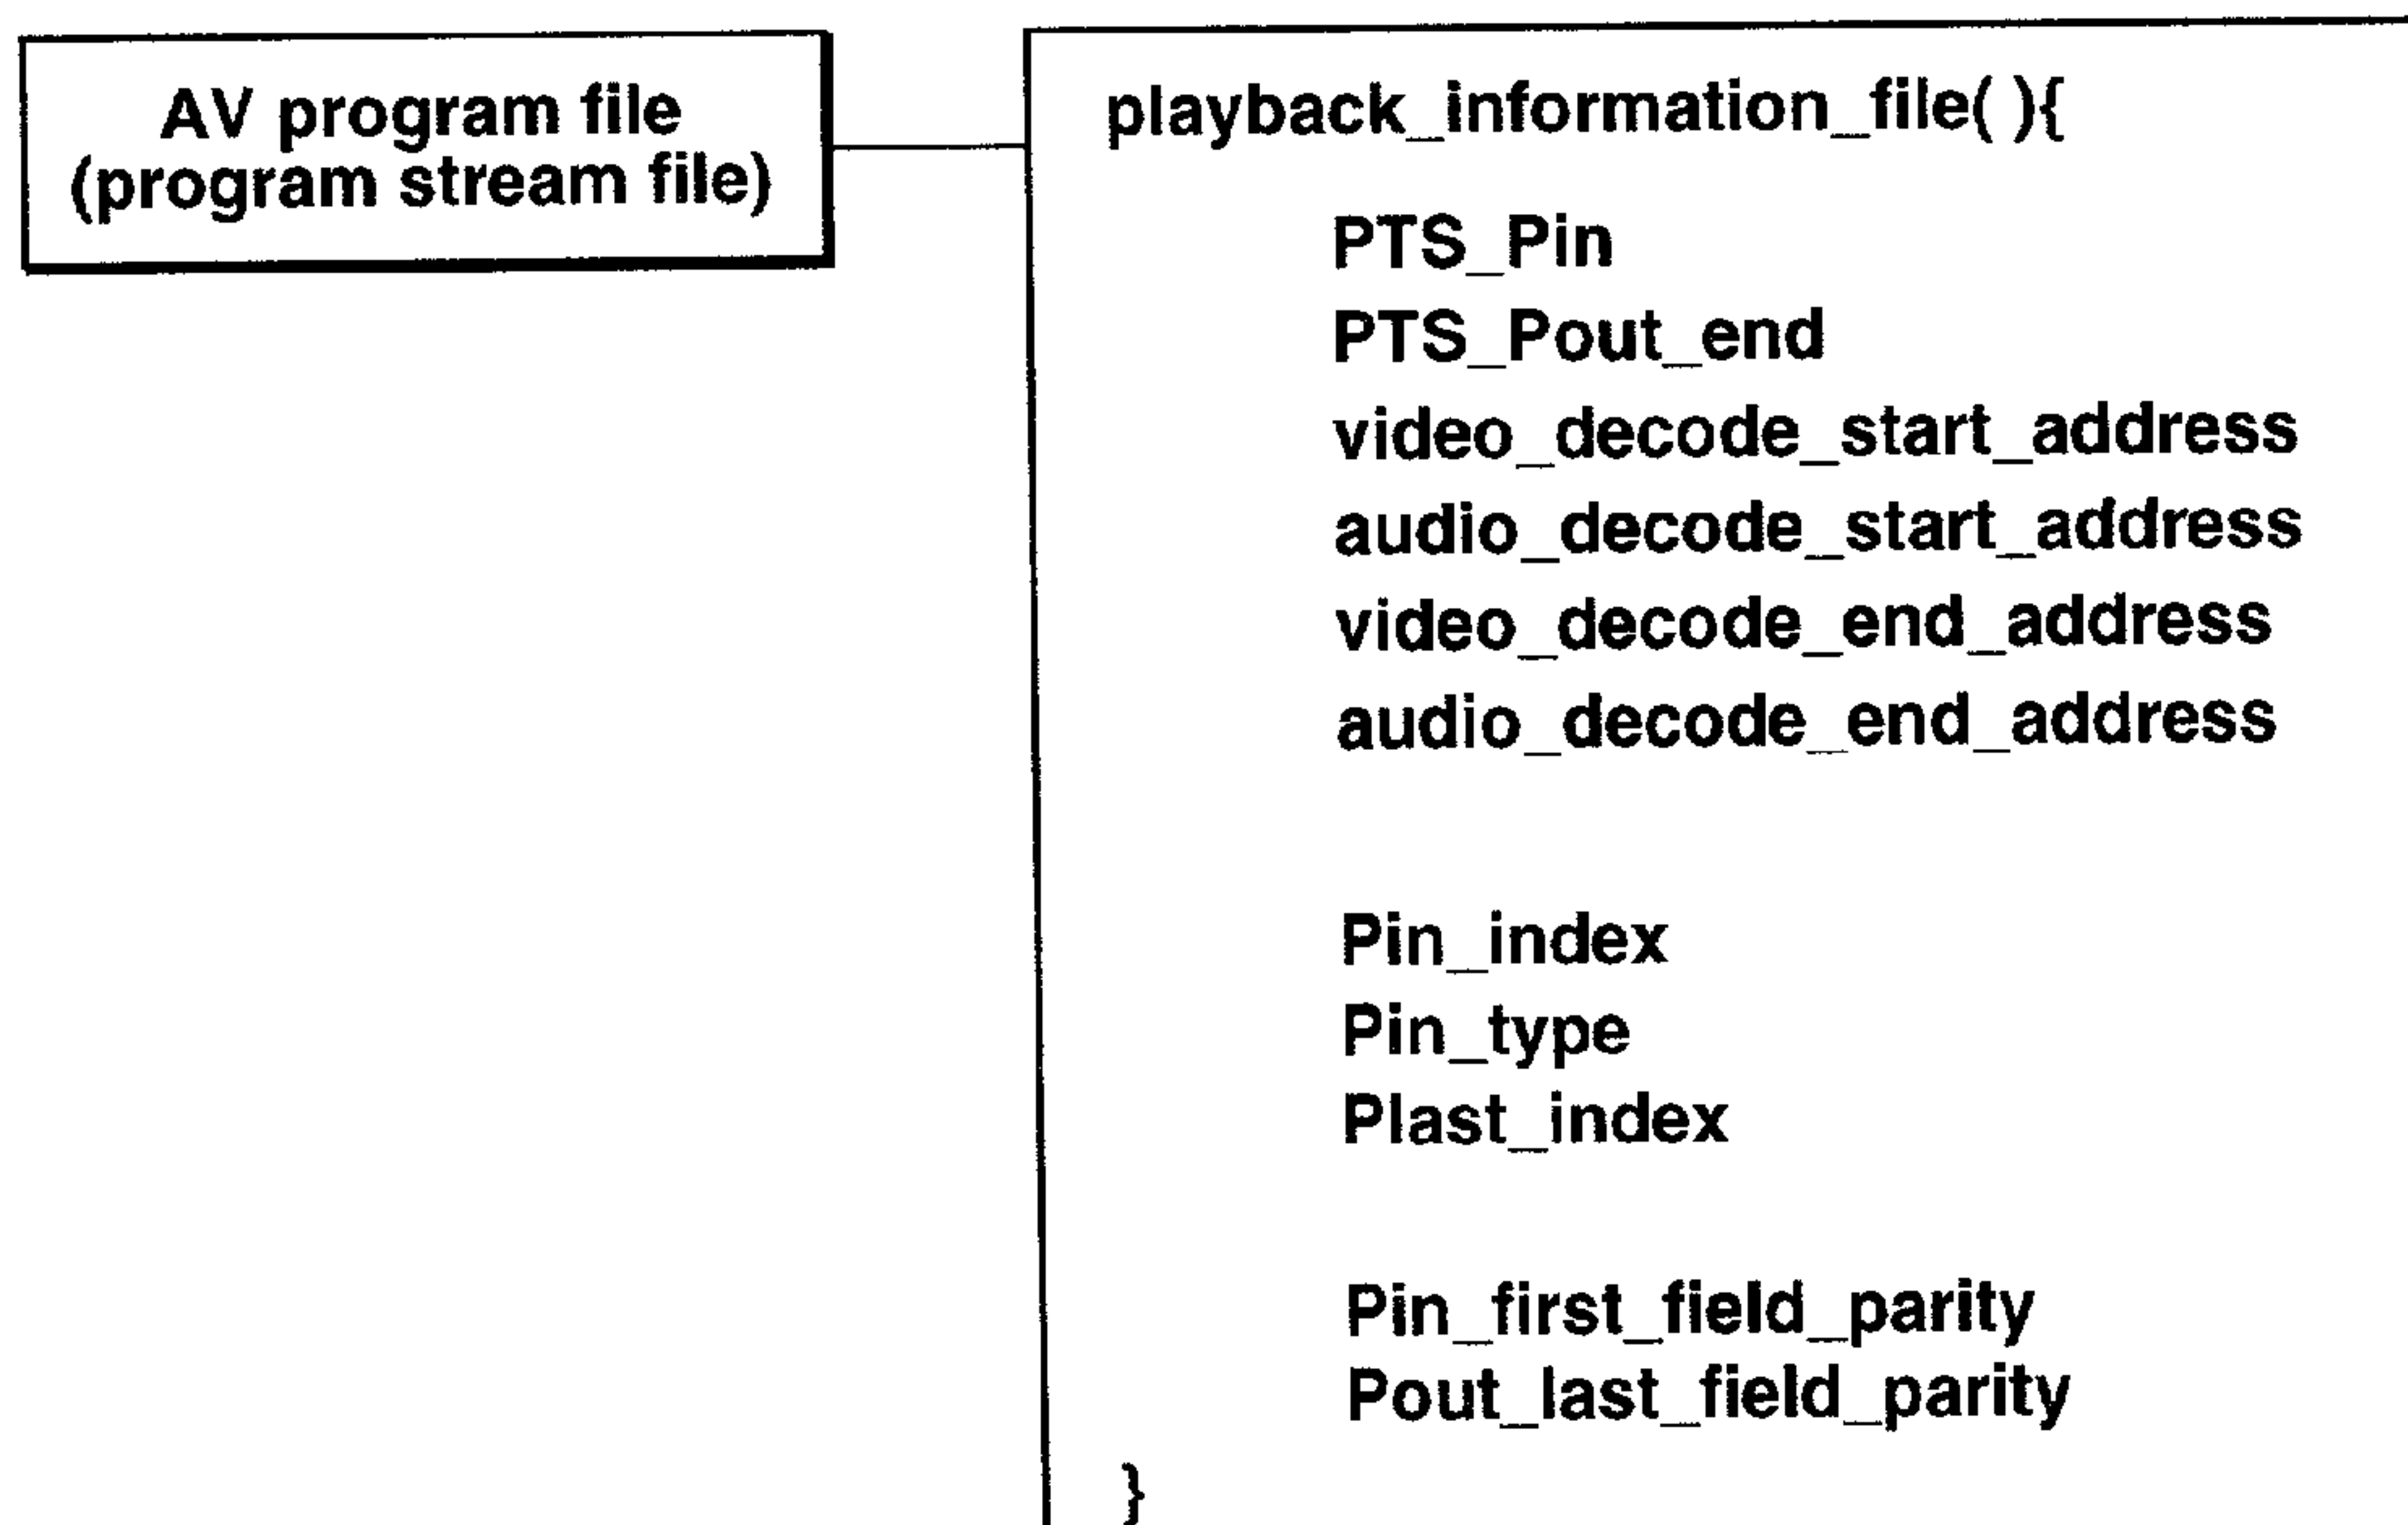 AV program file
(program stream file)
playback_information_file( ){
PTS_Pin
PTS_Pout_end
video_decode_start_address
audio_decode_start_address
video_decode_end_address
audio_decode_end_address
Pin_index
Pin_type
Plast_index
Pin_first_field_parity
Pout_last_field_parity
}